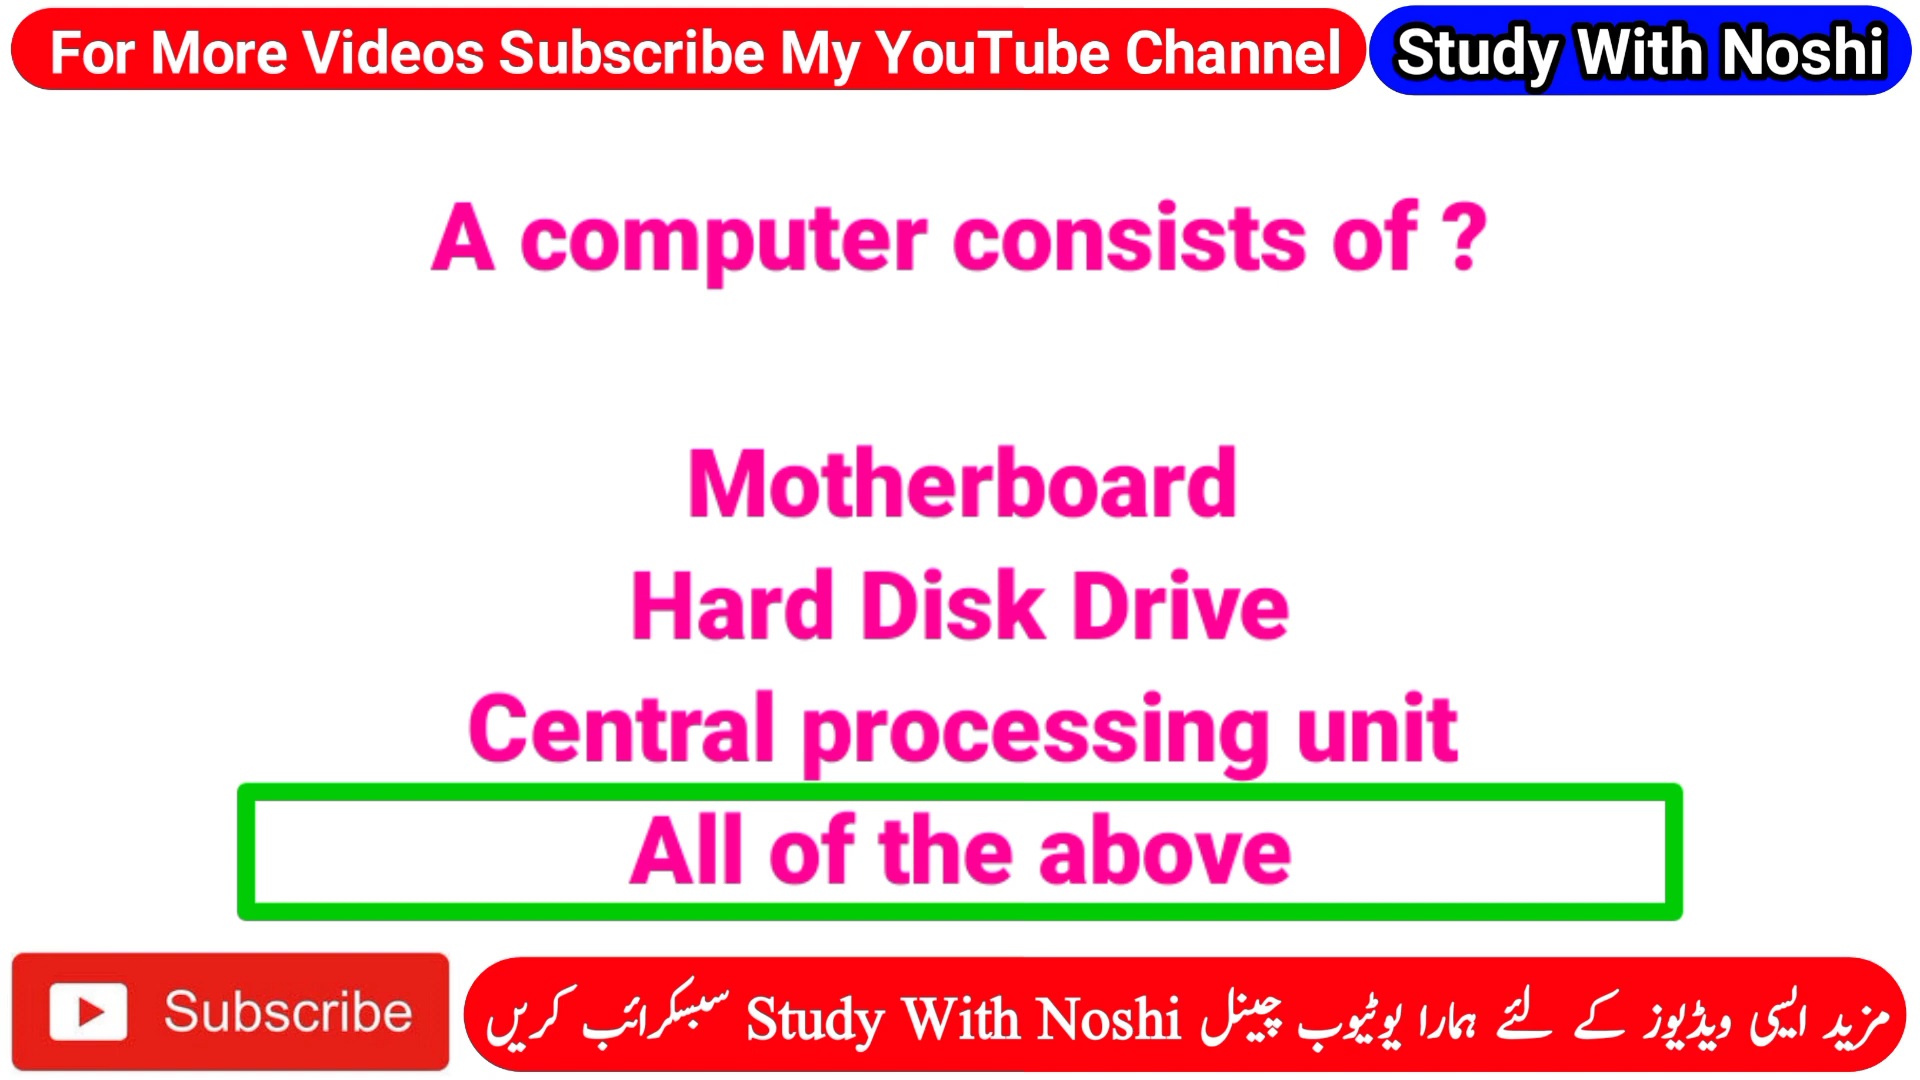 For More Videos Subscribe My YouTube Channel Study With Noshi
A computer consists of ?
Motherboard
Hard Disk Drive
Central processing unit
All of the above
Subscribe
مزید ایسی ویڈیوز کے لئے ہمارا یوٹیوب چینل Study With Noshi سبسکرائب کریں